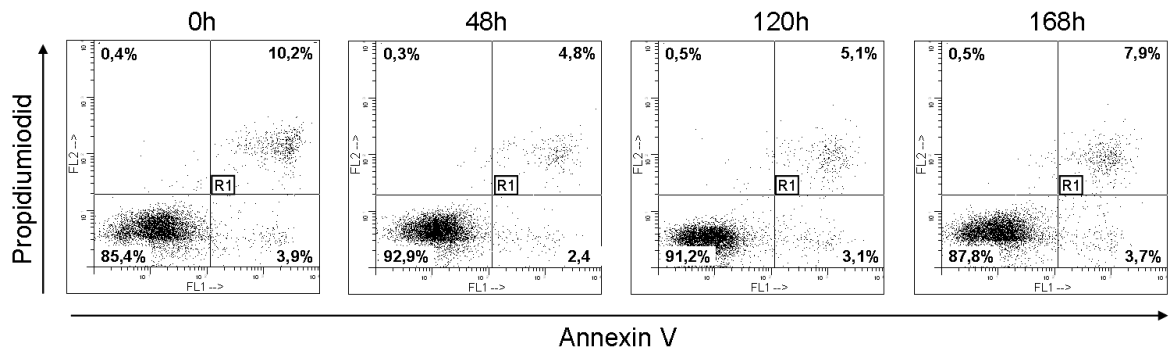 0h 48h 120h 168h
0,4% 10,2% 0,3% 4,8% 0,5% 5,1% 0,5% 7,9%
Propidiumiodid
FL2 --> FL2 --> FL2 --> FL2 -->
R1 R1 R1 R1
85,4% 3,9% 92,9% 2,4 91,2% 3,1% 87,8% 3,7%
FL1 --> FL1 --> FL1 --> FL1 -->
Annexin V